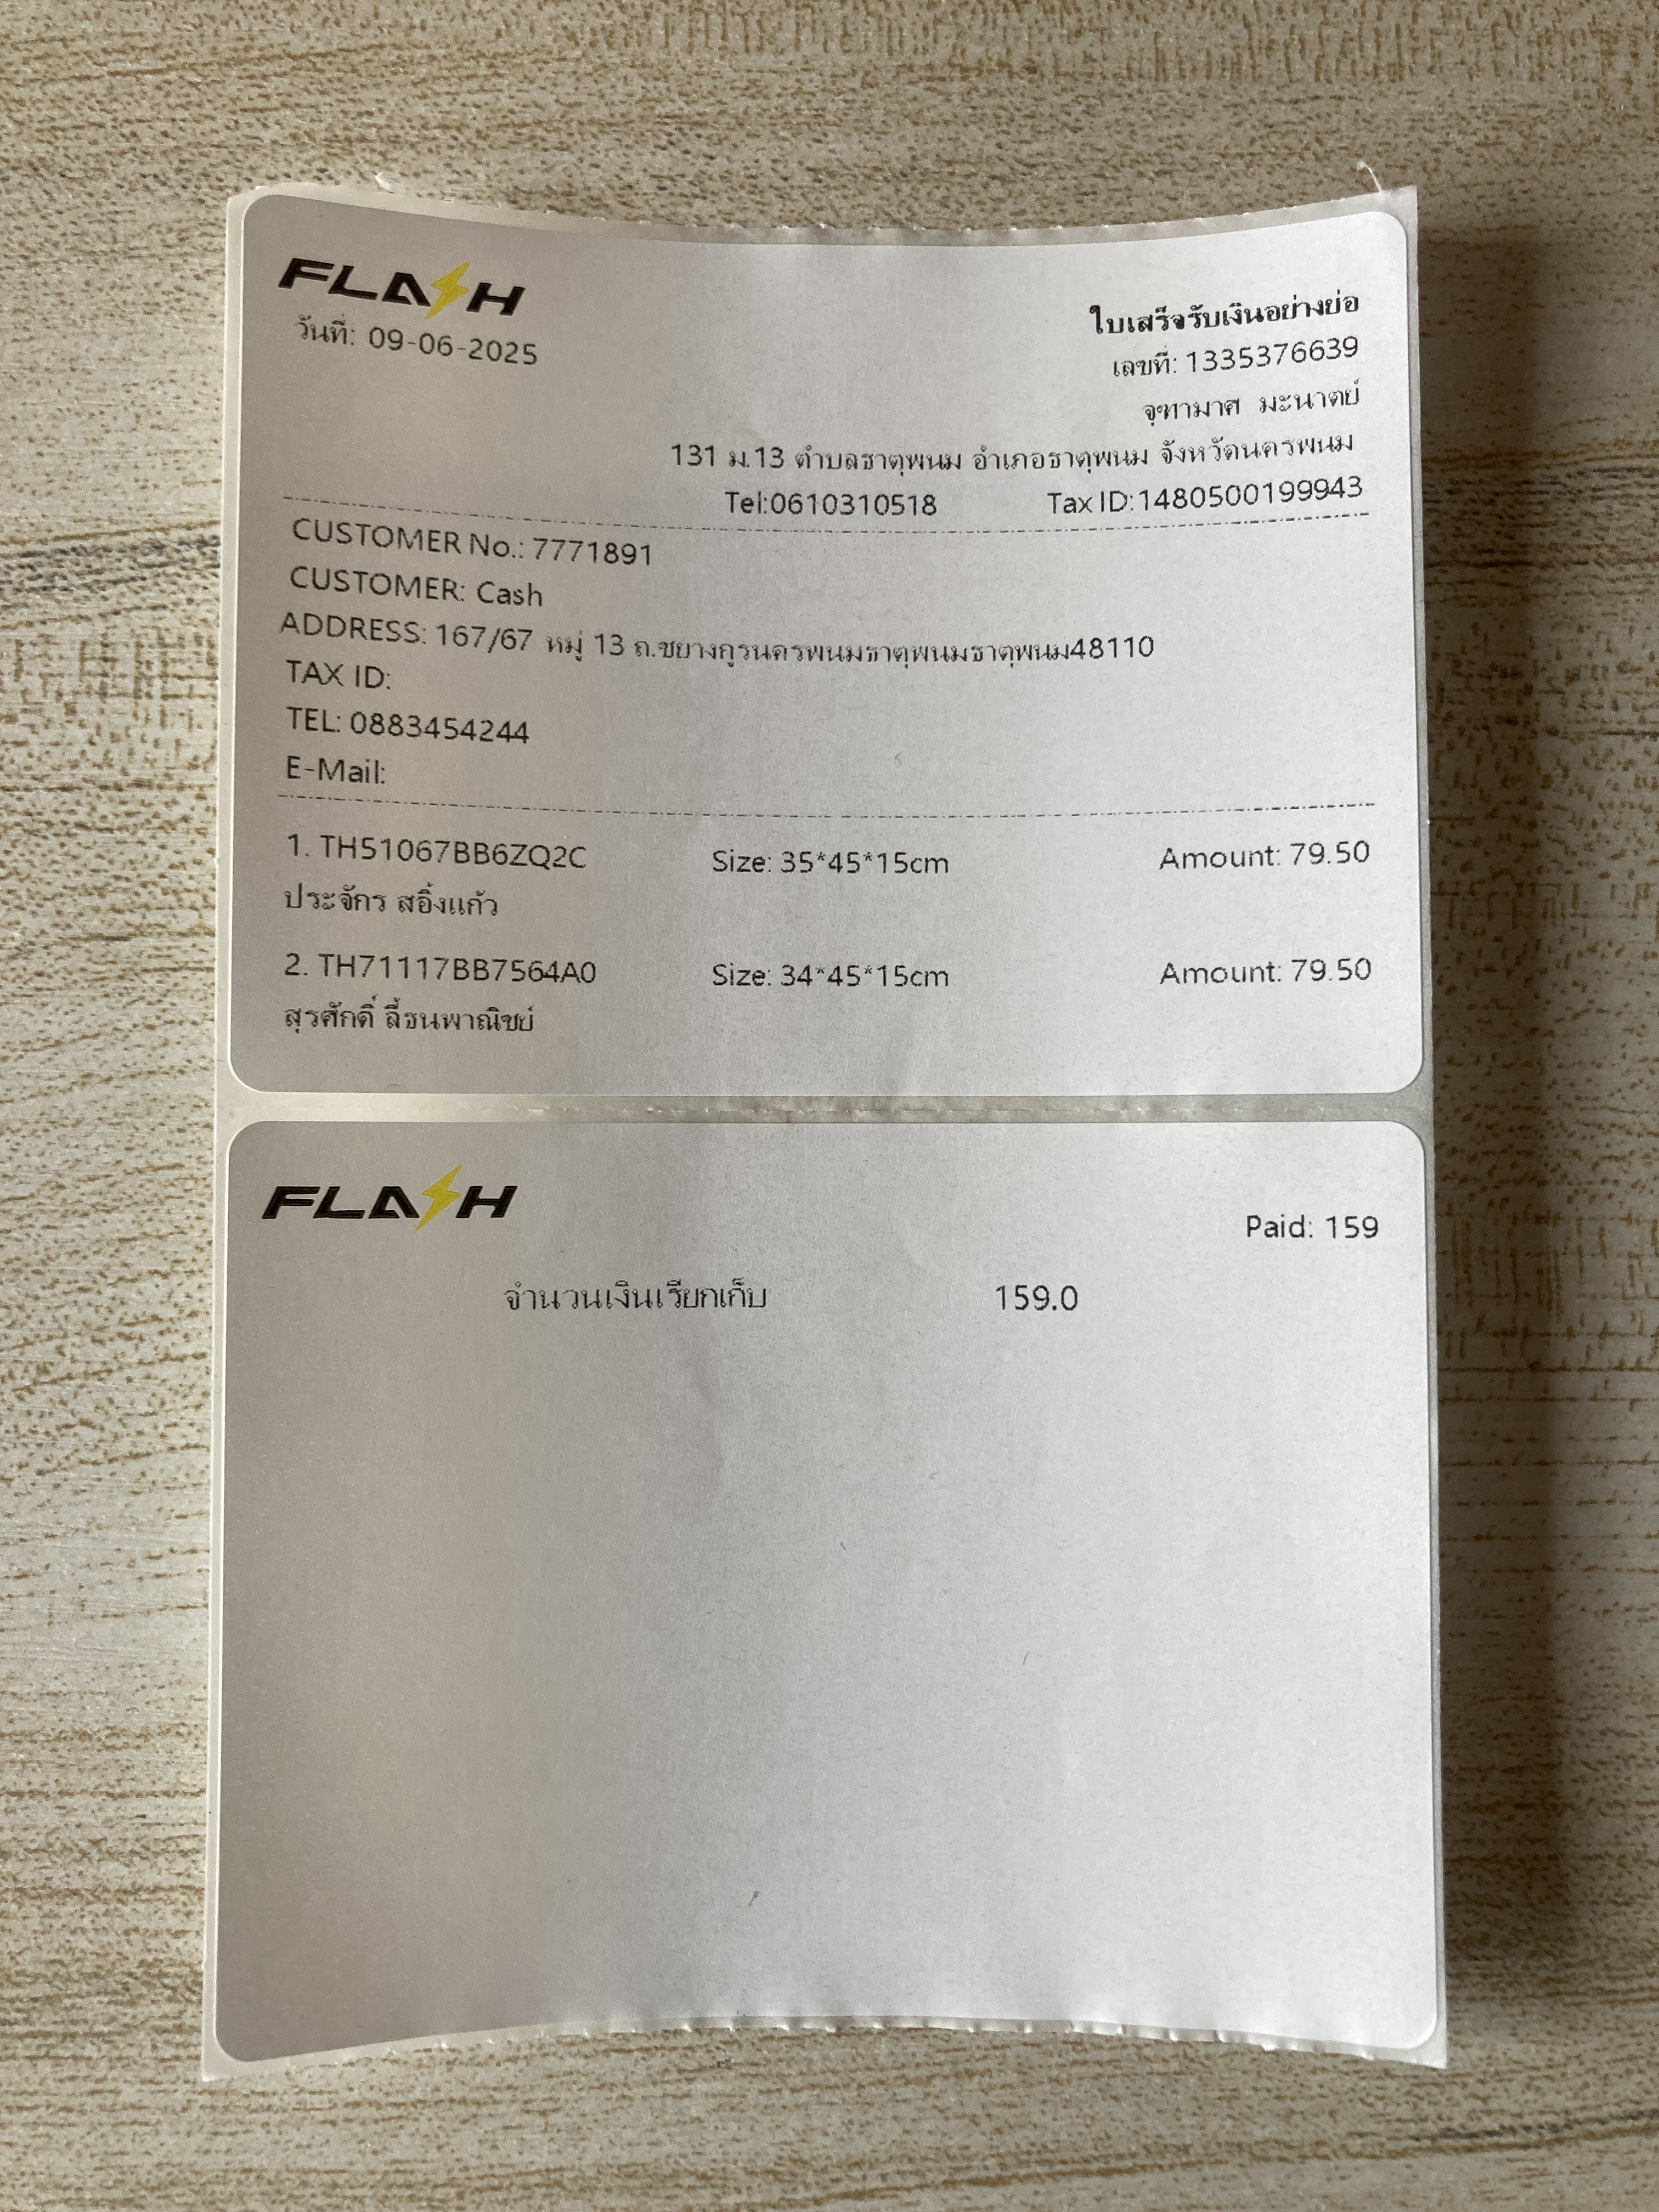 FLASH
วันที่: 09-06-2025
ใบเสร็จรับเงินอย่างย่อ
เลขที่: 1335376639
จุฑามาศ มะนาตย์
131 ม.13 ตำบลธาตุพนม อำเภอธาตุพนม จังหวัดนครพนม
Tel:0610310518 Tax ID:1480500199943
CUSTOMER No.: 7771891
CUSTOMER: Cash
ADDRESS: 167/67 หมู่ 13 ถ.ชยางกูรนครพนมธาตุพนมธาตุพนม48110
TAX ID:
TEL: 0883454244
E-Mail:
1. TH51067BB6ZQ2C Size: 35*45*15cm Amount: 79.50
ประจักร สอิ้งแก้ว
2. TH71117BB7564A0 Size: 34*45*15cm Amount: 79.50
สุรศักดิ์ ลี้ธนพาณิชย์
FLASH
Paid: 159
จำนวนเงินเรียกเก็บ 159.0